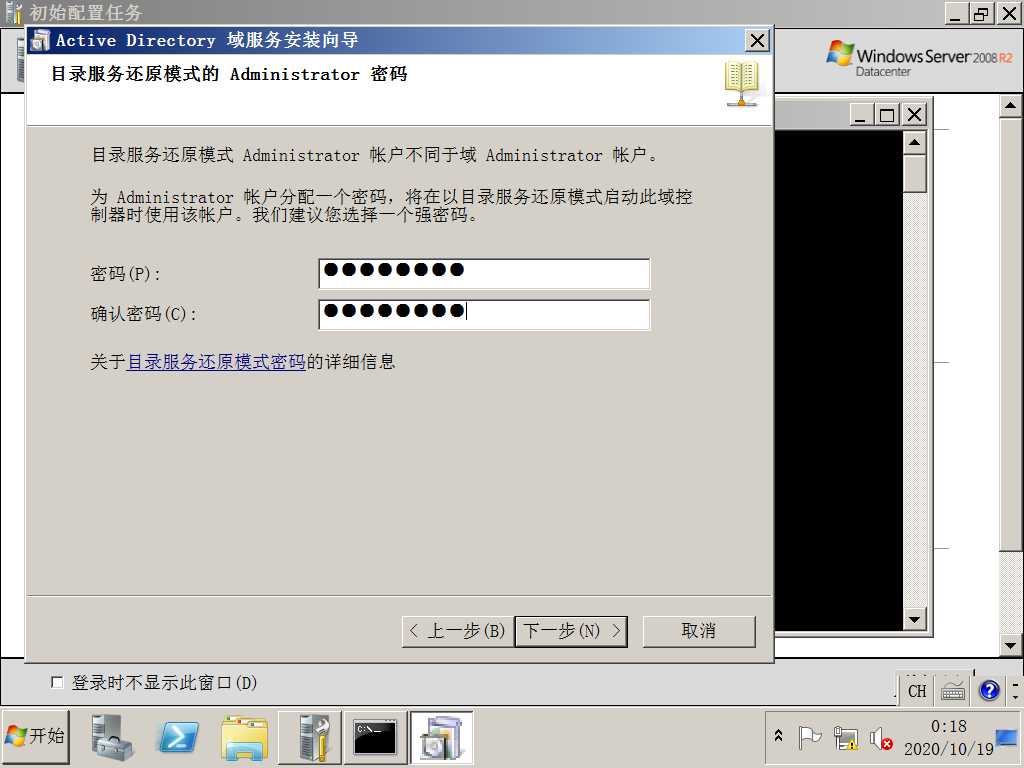 初始配置任务
Active Directory 域服务安装向导
目录服务还原模式的 Administrator 密码
Windows Server 2008 R2
Datacenter
目录服务还原模式 Administrator 帐户不同于域 Administrator 帐户。
为 Administrator 帐户分配一个密码，将在以目录服务还原模式启动此域控
制器时使用该帐户。我们建议您选择一个强密码。
密码(P):
确认密码(C):
关于目录服务还原模式密码的详细信息
< 上一步(B)
下一步(N) >
取消
登录时不显示此窗口(D)
CH
开始
C:\_
0:18
2020/10/19